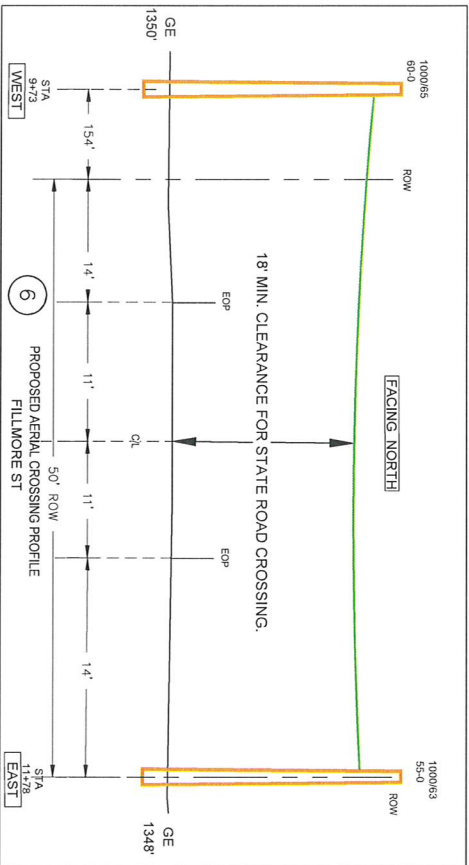 FACING NORTH
1000/65
60-0
ROW
1000/63
55-0
ROW
18' MIN. CLEARANCE FOR STATE ROAD CROSSING.
EOP
EOP
GE
1350'
GE
1348'
C/L
154'
14'
11'
11'
14'
50' ROW
STA
9+73
WEST
6
PROPOSED AERIAL CROSSING PROFILE
FILLMORE ST
STA
11+78
EAST